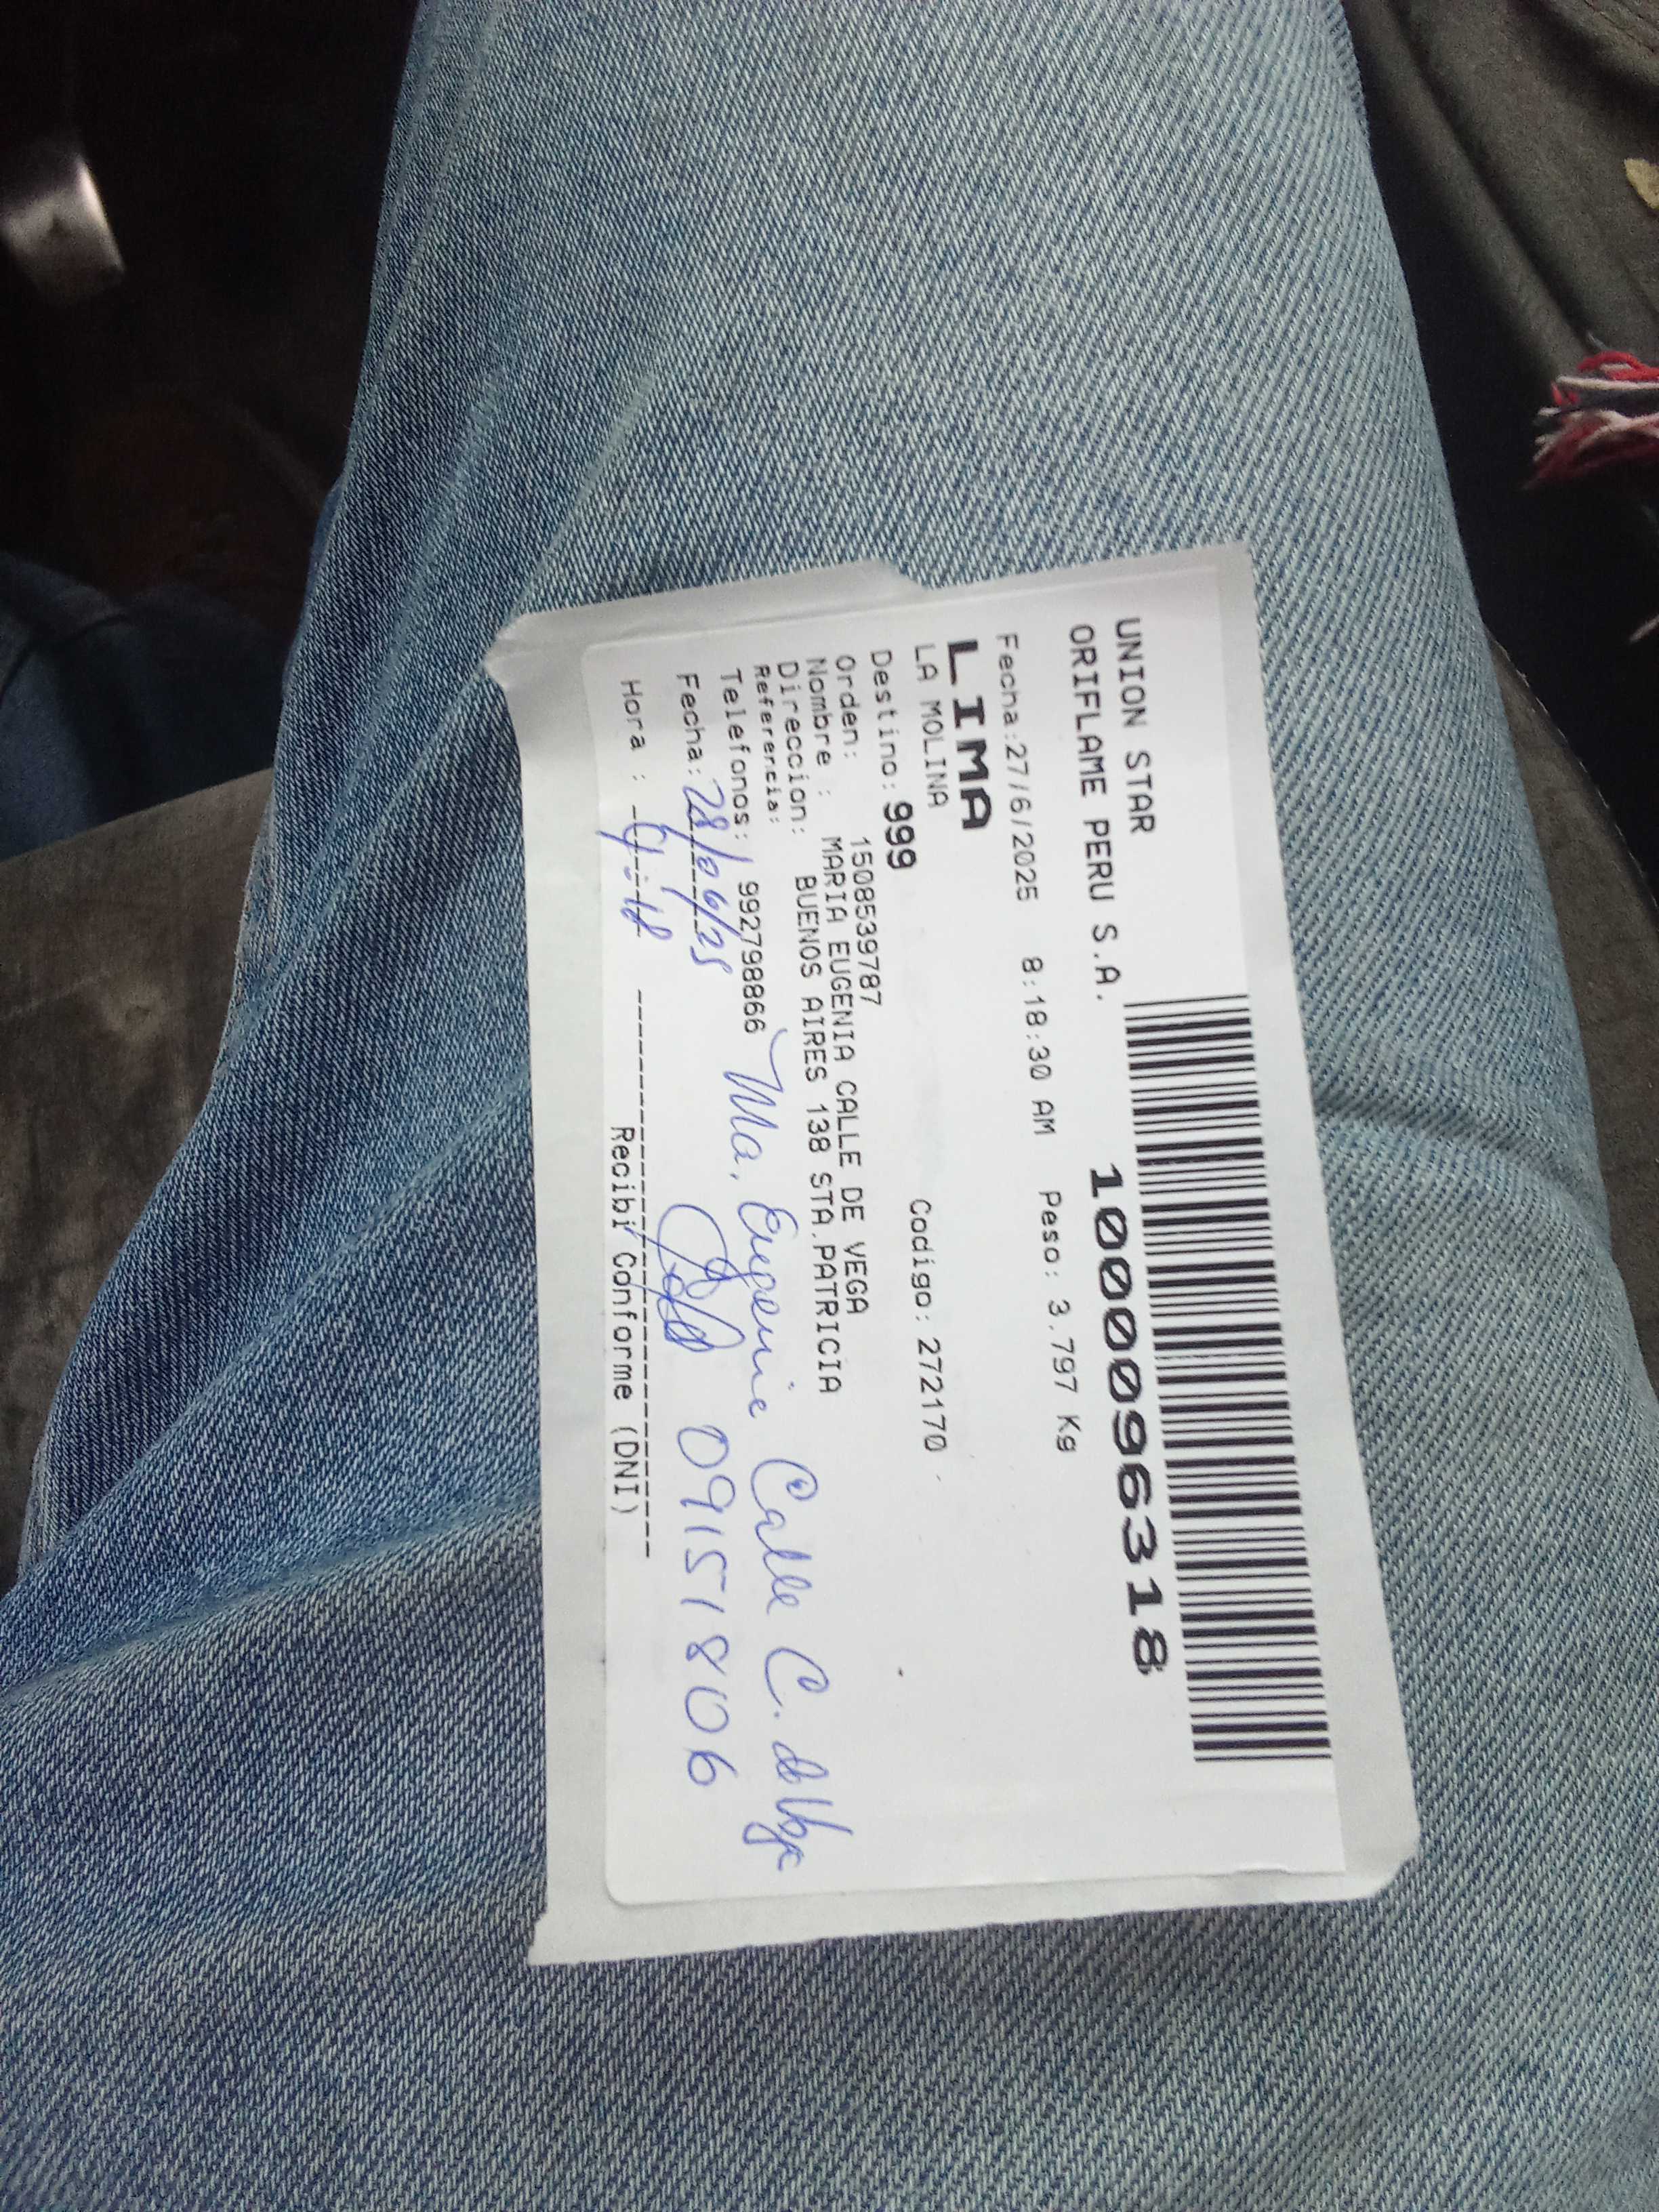 UNION STAR
ORIFLAME PERU S.A.
1000096318
Fecha:27/6/2025 8:18:30 AM Peso: 3.797 Kg
LIMA
LA MOLINA
Codigo: 272170
Destino: 999
Orden: 1508539787
Nombre : MARIA EUGENIA CALLE DE VEGA
Direccion: BUENOS AIRES 138 STA.PATRICIA
Referencia:
Telefonos: 992798866
Ma. Eugenia Calle C. de Vega
Fecha: 28/06/25
09151806
Hora :
Recibi Conforme (DNI)